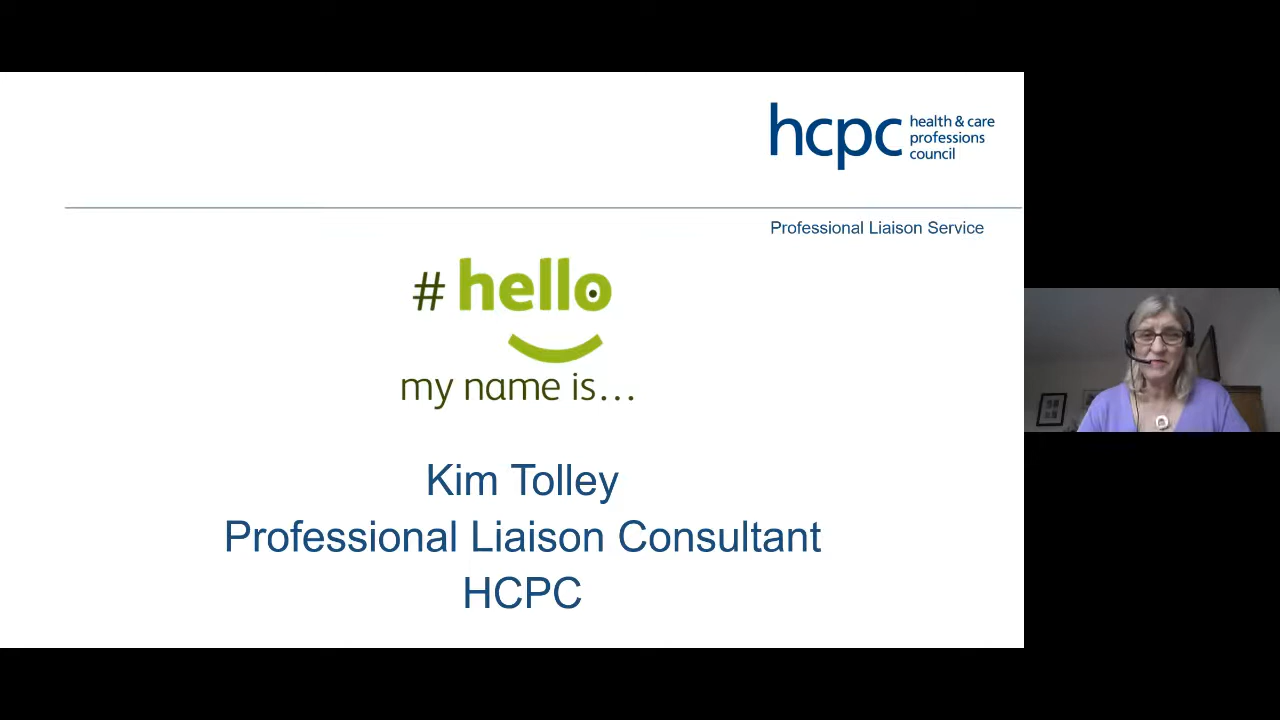 hcpc health & care
professions
council
Professional Liaison Service
# hello
my name is...
Kim Tolley
Professional Liaison Consultant
HCPC